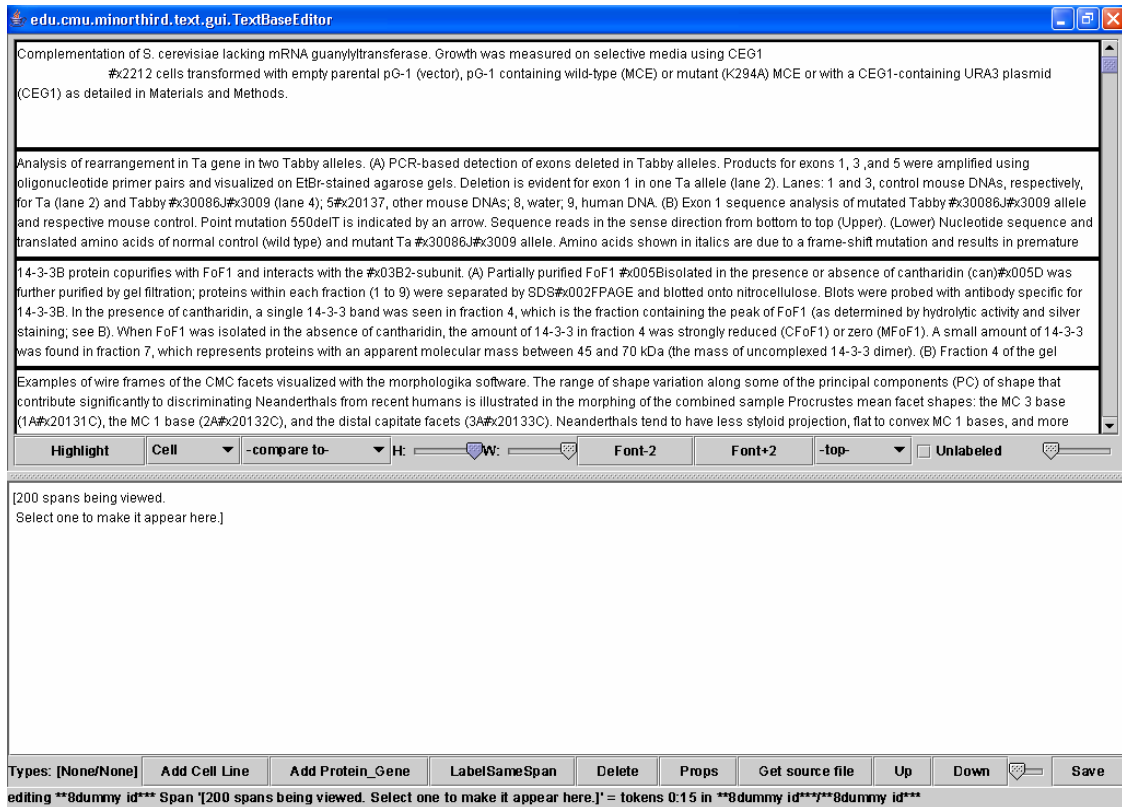 edu.cmu.minorthird.text.gui.TextBaseEditor
Complementation of S. cerevisiae lacking mRNA guanylyltransferase. Growth was measured on selective media using CEG1
#x2212 cells transformed with empty parental pG-1 (vector), pG-1 containing wild-type (MCE) or mutant (K294A) MCE or with a CEG1-containing URA3 plasmid
(CEG1) as detailed in Materials and Methods.
Analysis of rearrangement in Ta gene in two Tabby alleles. (A) PCR-based detection of exons deleted in Tabby alleles. Products for exons 1, 3 ,and 5 were amplified using
oligonucleotide primer pairs and visualized on EtBr-stained agarose gels. Deletion is evident for exon 1 in one Ta allele (lane 2). Lanes: 1 and 3, control mouse DNAs, respectively,
for Ta (lane 2) and Tabby #x30086J#x3009 (lane 4); 5#x20137, other mouse DNAs; 8, water; 9, human DNA. (B) Exon 1 sequence analysis of mutated Tabby #x30086J#x3009 allele
and respective mouse control. Point mutation 550delT is indicated by an arrow. Sequence reads in the sense direction from bottom to top (Upper). (Lower) Nucleotide sequence and
translated amino acids of normal control (wild type) and mutant Ta #x30086J#x3009 allele. Amino acids shown in italics are due to a frame-shift mutation and results in premature
14-3-3B protein copurifies with FoF1 and interacts with the #x03B2-subunit. (A) Partially purified FoF1 #x005Bisolated in the presence or absence of cantharidin (can)#x005D was
further purified by gel filtration; proteins within each fraction (1 to 9) were separated by SDS#x002FPAGE and blotted onto nitrocellulose. Blots were probed with antibody specific for
14-3-3B. In the presence of cantharidin, a single 14-3-3 band was seen in fraction 4, which is the fraction containing the peak of FoF1 (as determined by hydrolytic activity and silver
staining; see B). When FoF1 was isolated in the absence of cantharidin, the amount of 14-3-3 in fraction 4 was strongly reduced (CFoF1) or zero (MFoF1). A small amount of 14-3-3
was found in fraction 7, which represents proteins with an apparent molecular mass between 45 and 70 kDa (the mass of uncomplexed 14-3-3 dimer). (B) Fraction 4 of the gel
Examples of wire frames of the CMC facets visualized with the morphologika software. The range of shape variation along some of the principal components (PC) of shape that
contribute significantly to discriminating Neanderthals from recent humans is illustrated in the morphing of the combined sample Procrustes mean facet shapes: the MC 3 base
(1A#x20131C), the MC 1 base (2A#x20132C), and the distal capitate facets (3A#x20133C). Neanderthals tend to have less styloid projection, flat to convex MC 1 bases, and more
Highlight Cell -compare to- H: W: Font-2 Font+2 -top- Unlabeled
[200 spans being viewed.
Select one to make it appear here.]
Types: [None/None] Add Cell Line Add Protein_Gene LabelSameSpan Delete Props Get source file Up Down Save
editing **8dummy id*** Span '[200 spans being viewed. Select one to make it appear here.]' = tokens 0:15 in **8dummy id***/**8dummy id***